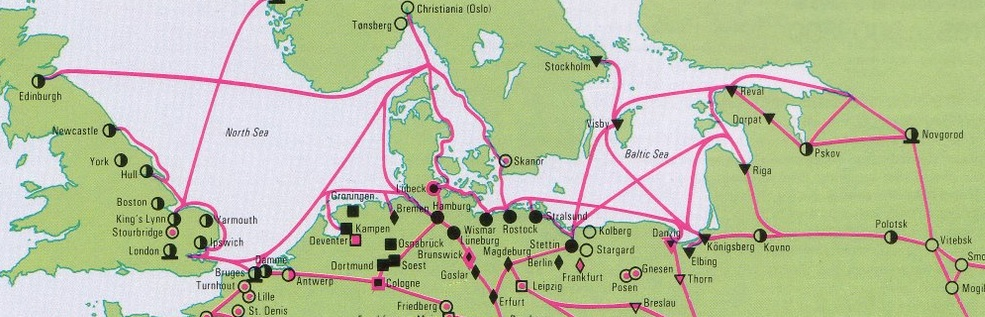 Christiania (Oslo)
Tønsberg
Stockholm
Edinburgh
Reval
Newcastle
North Sea
Visby
Dorpat
Novgorod
York
Baltic Sea
Pskov
Hull
Skanor
Riga
Lübeck
Boston
Groningen
Bremen
Hamburg
King's Lynn
Yarmouth
Stralsund
Stourbridge
Kampen
Wismar
Rostock
Kolberg
Danzig
Polotsk
Deventer
Lüneburg
Ipswich
Osnabruck
Stettin
Königsberg
Kovno
Vitebsk
London
Brunswick
Magdeburg
Stargard
Elbing
Damme
Dortmund
Soest
Berlin
Frankfurt
Gnesen
Smo
Bruges
Goslar
Posen
Thorn
Turnhout
Antwerp
Cologne
Leipzig
Mogil
Lille
Erfurt
Breslau
St. Denis
Friedberg